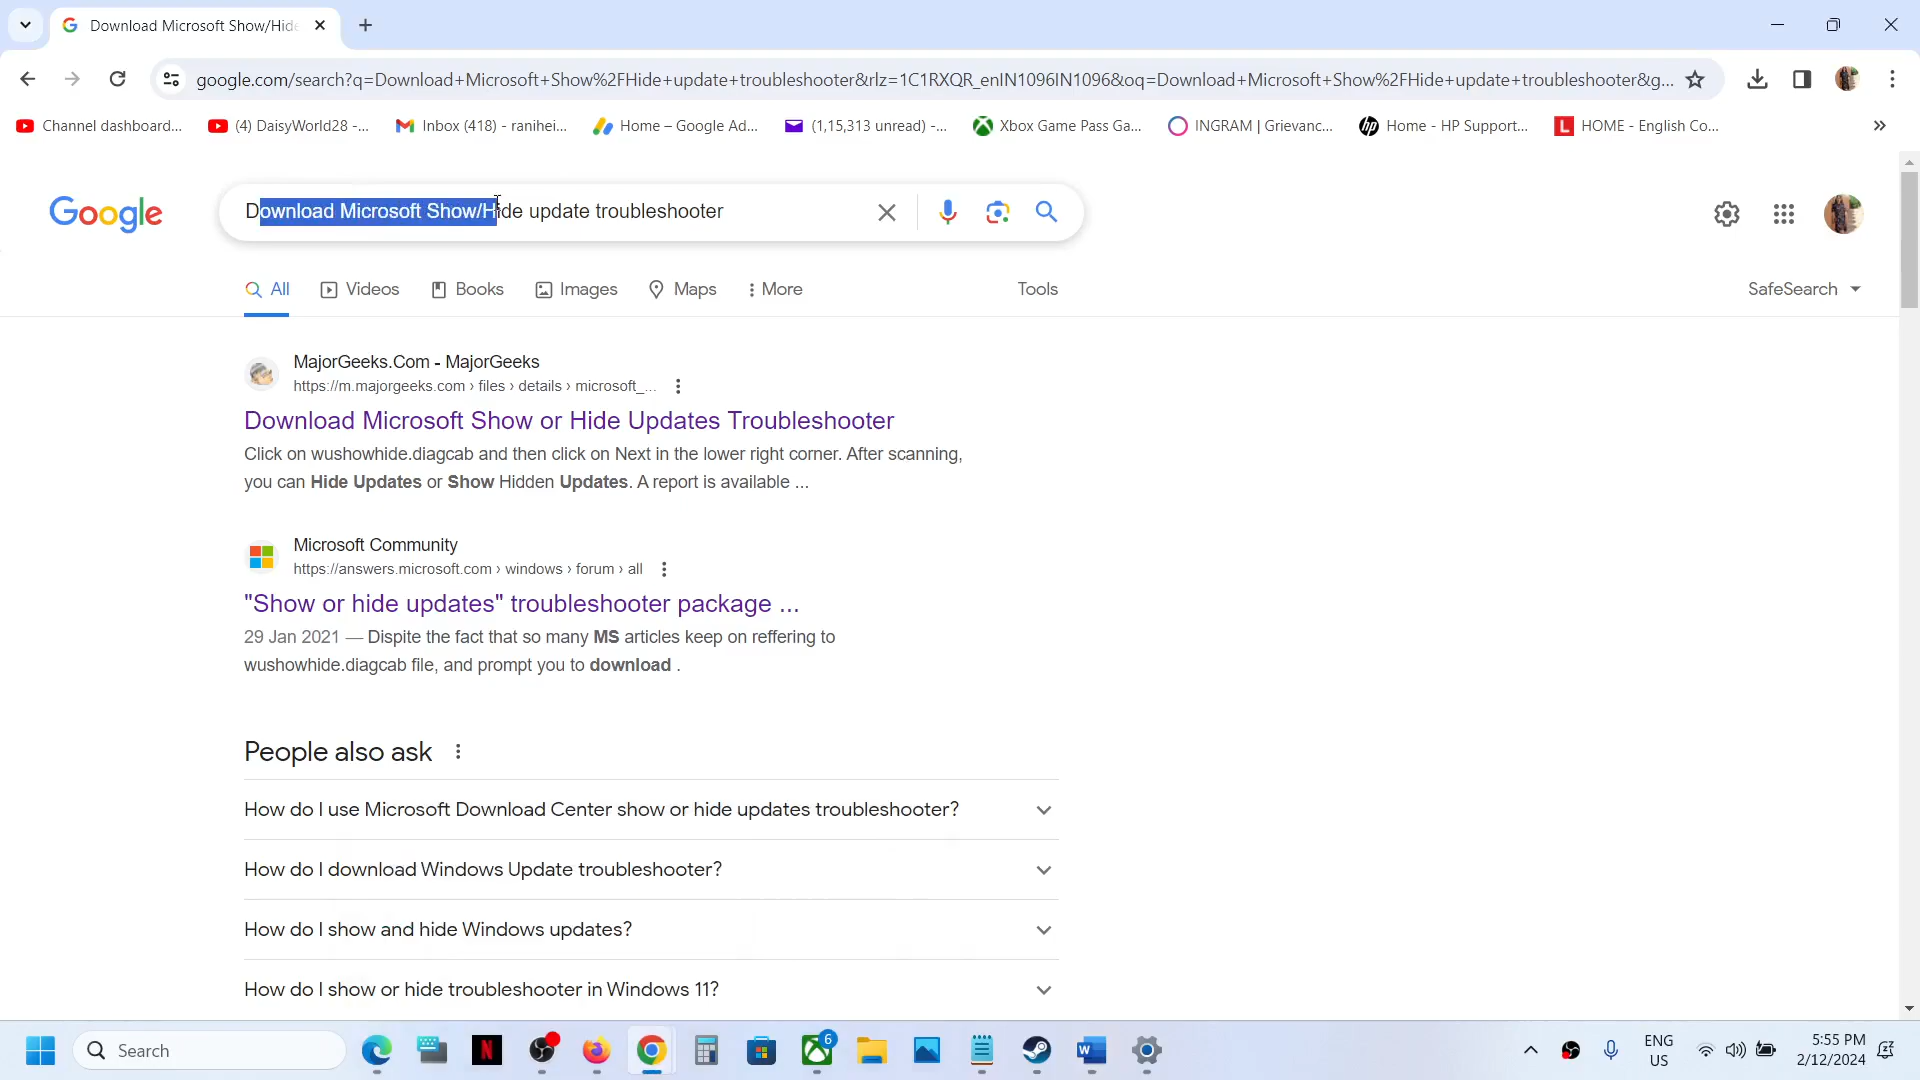 Download Microsoft Show/Hide
google.com/search?q=Download+Microsoft+Show%2FHide+update+troubleshooter&rlz=1C1RXQR_enIN1096IN1096&oq=Download+Microsoft+Show%2FHide+update+troubleshooter&g...
Channel dashboard... (4) DaisyWorld28 -... Inbox (418) - ranihei... Home – Google Ad... (1,15,313 unread) -... Xbox Game Pass Ga... INGRAM | Grievanc... Home - HP Support... HOME - English Co...
Google Download Microsoft Show/Hide update troubleshooter
All Videos Books Images Maps More Tools SafeSearch
MajorGeeks.Com - MajorGeeks
https://m.majorgeeks.com › files › details › microsoft_...
Download Microsoft Show or Hide Updates Troubleshooter
Click on wushowhide.diagcab and then click on Next in the lower right corner. After scanning,
you can Hide Updates or Show Hidden Updates. A report is available ...
Microsoft Community
https://answers.microsoft.com › windows › forum › all
"Show or hide updates" troubleshooter package ...
29 Jan 2021 — Dispite the fact that so many MS articles keep on reffering to
wushowhide.diagcab file, and prompt you to download .
People also ask
How do I use Microsoft Download Center show or hide updates troubleshooter?
How do I download Windows Update troubleshooter?
How do I show and hide Windows updates?
How do I show or hide troubleshooter in Windows 11?
Search
6
ENG
US
5:55 PM
2/12/2024